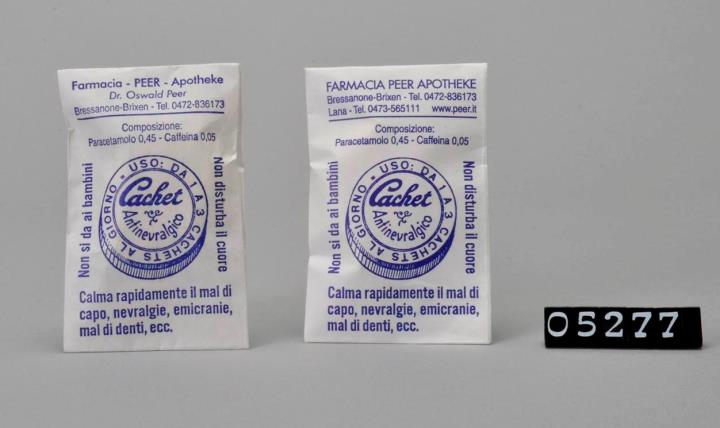 Farmacia - PEER - Apotheke
Dr. Oswald Peer
Bressanone-Brixen - Tel. 0472-836173
Composizione:
Paracetamolo 0,45 - Caffeina 0,05
Non si da ai bambini
USO: DA 1 A 3 CACHETS AL GIORNO
Cachet
Antinevralgico
Non disturba il cuore
Calma rapidamente il mal di
capo, nevralgie, emicranie,
mal di denti, ecc.
FARMACIA PEER APOTHEKE
Bressanone-Brixen - Tel. 0472-836173
Lana - Tel. 0473-565111 www.peer.it
Composizione:
Paracetamolo 0,45 - Caffeina 0,05
Non si da ai bambini
USO: DA 1 A 3 CACHETS AL GIORNO
Cachet
Antinevralgico
Non disturba il cuore
Calma rapidamente il mal di
capo, nevralgie, emicranie,
mal di denti, ecc.
05277